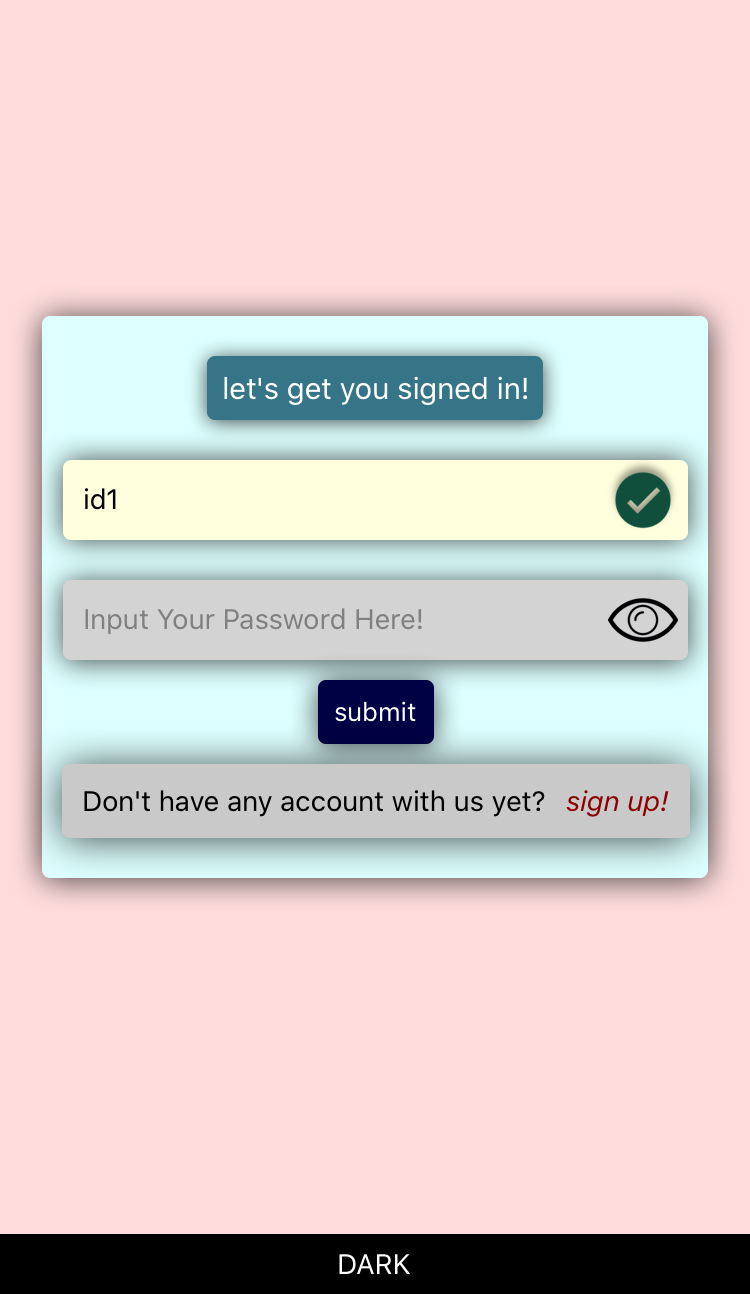 let's get you signed in!
id1
Input Your Password Here!
submit
Don't have any account with us yet? sign up!
DARK